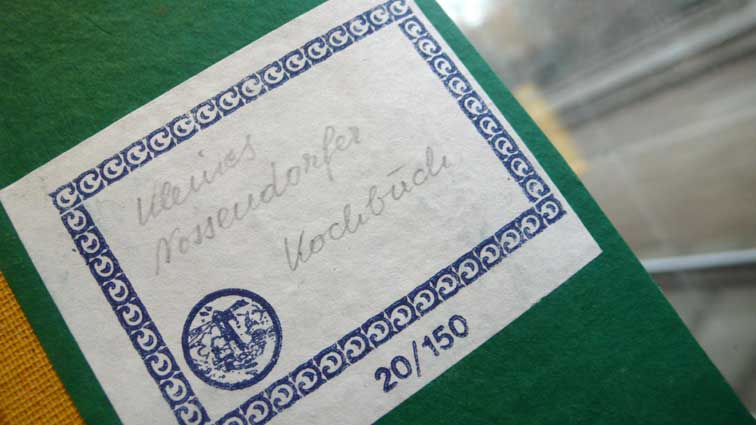 Kleines
Nossendorfer
Kochbuch
20/150